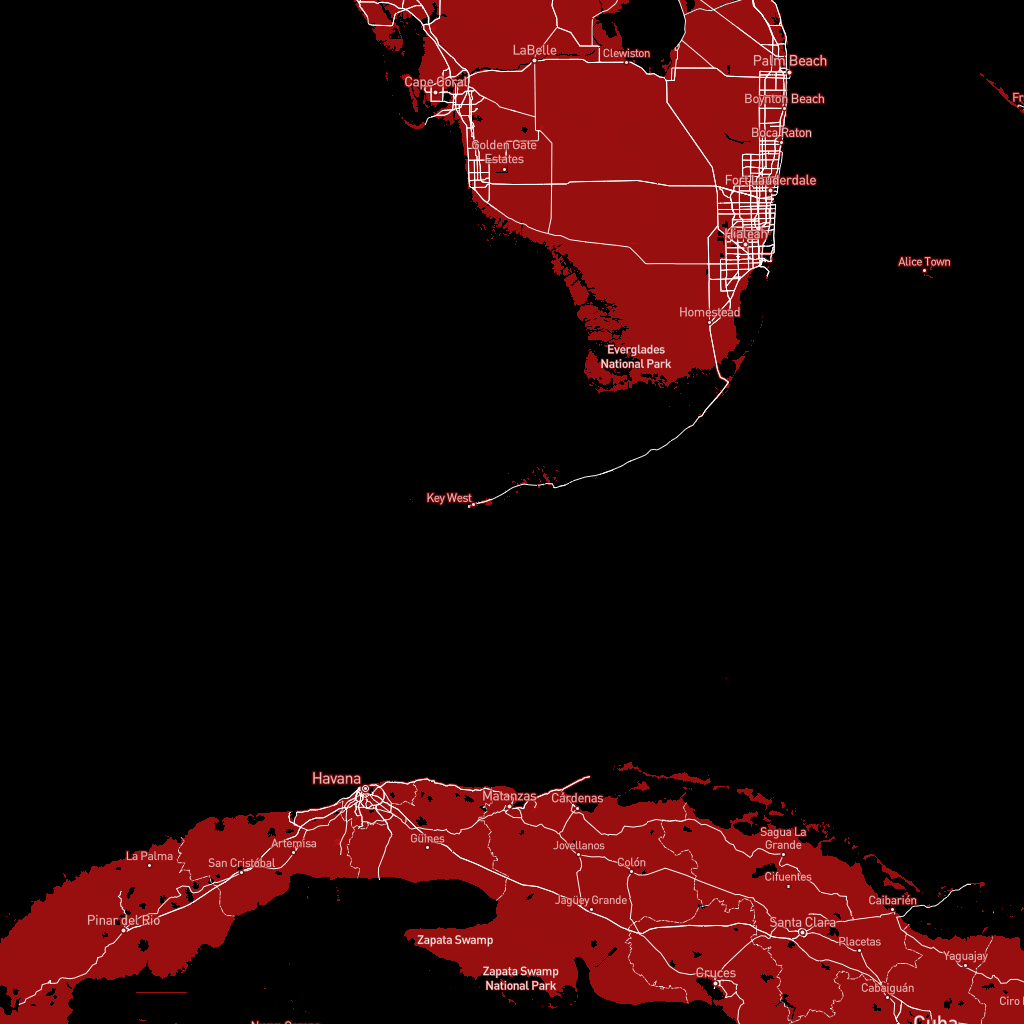 LaBelle
Clewiston
Palm Beach
Cape Coral
Boynton Beach
Boca Raton
Golden Gate
Estates
Fort Lauderdale
Hialeah
Alice Town
Homestead
Everglades
National Park
Key West
Havana
Matanzas
Cárdenas
Sagua La
Grande
Artemisa
Güines
Jovellanos
La Palma
San Cristóbal
Colón
Cifuentes
Jagüey Grande
Caibarién
Pinar del Río
Santa Clara
Zapata Swamp
Placetas
Yaguajay
Zapata Swamp
National Park
Cruces
Cabaiguán
Cuba